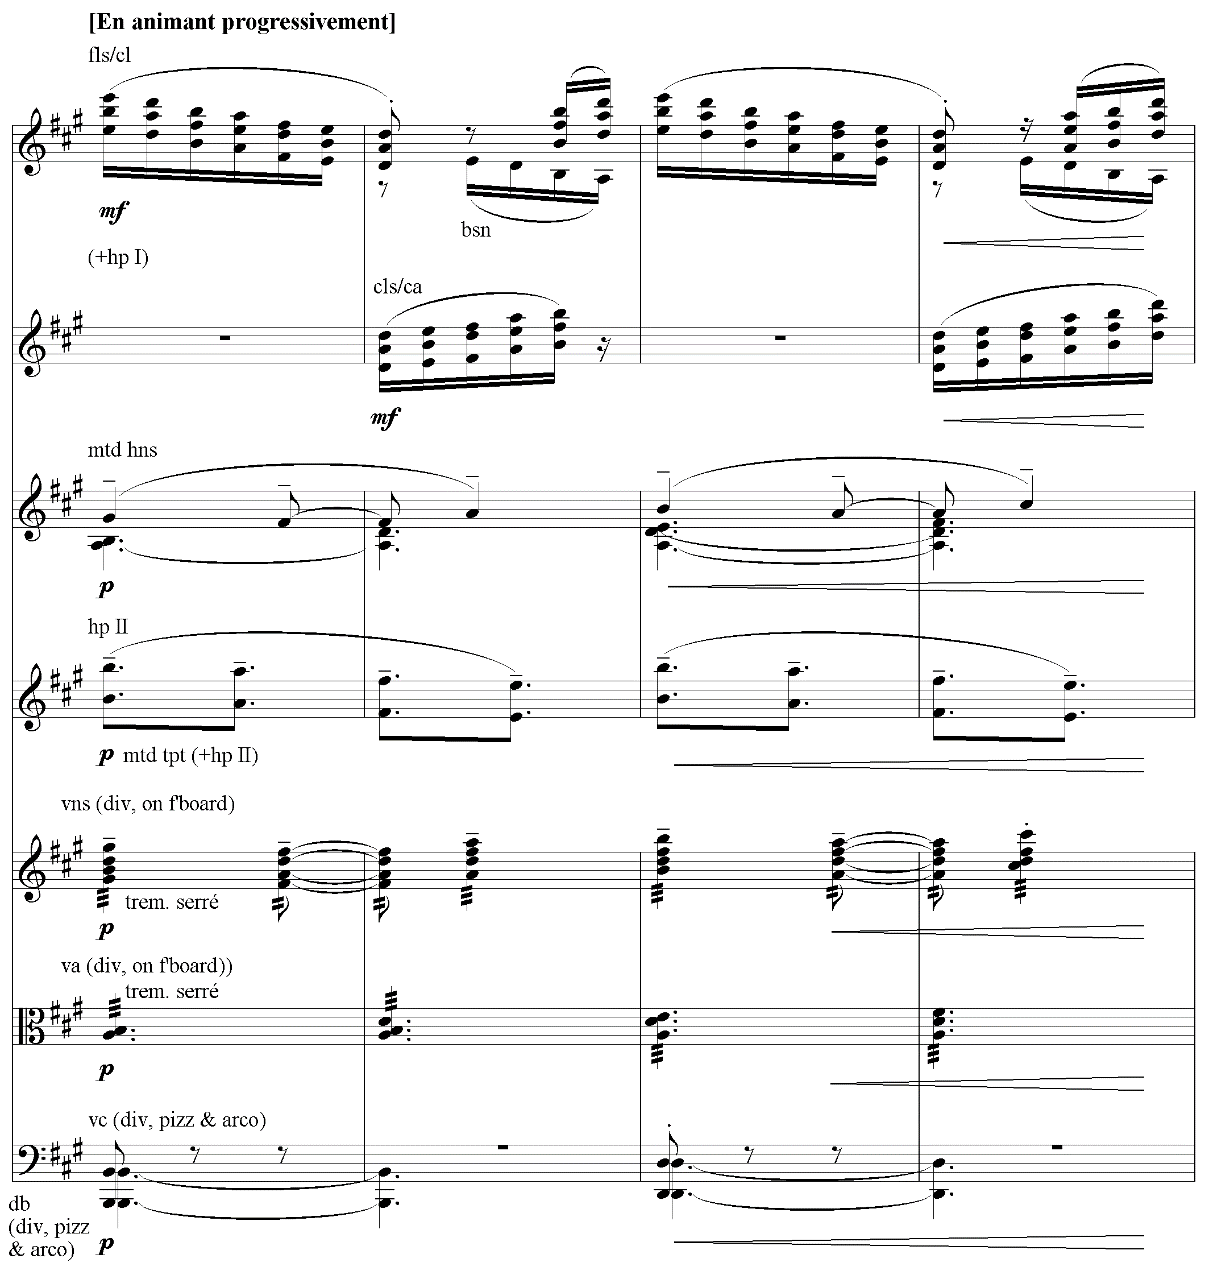 [En animant progressivement]
fls/cl
mf
bsn
(+hp I)
cls/ca
mf
mtd hns
p
hp II
p mtd tpt (+hp II)
vns (div, on f'board)
trem. serré
p
va (div, on f'board))
trem. serré
p
vc (div, pizz & arco)
db
(div, pizz
& arco)
p